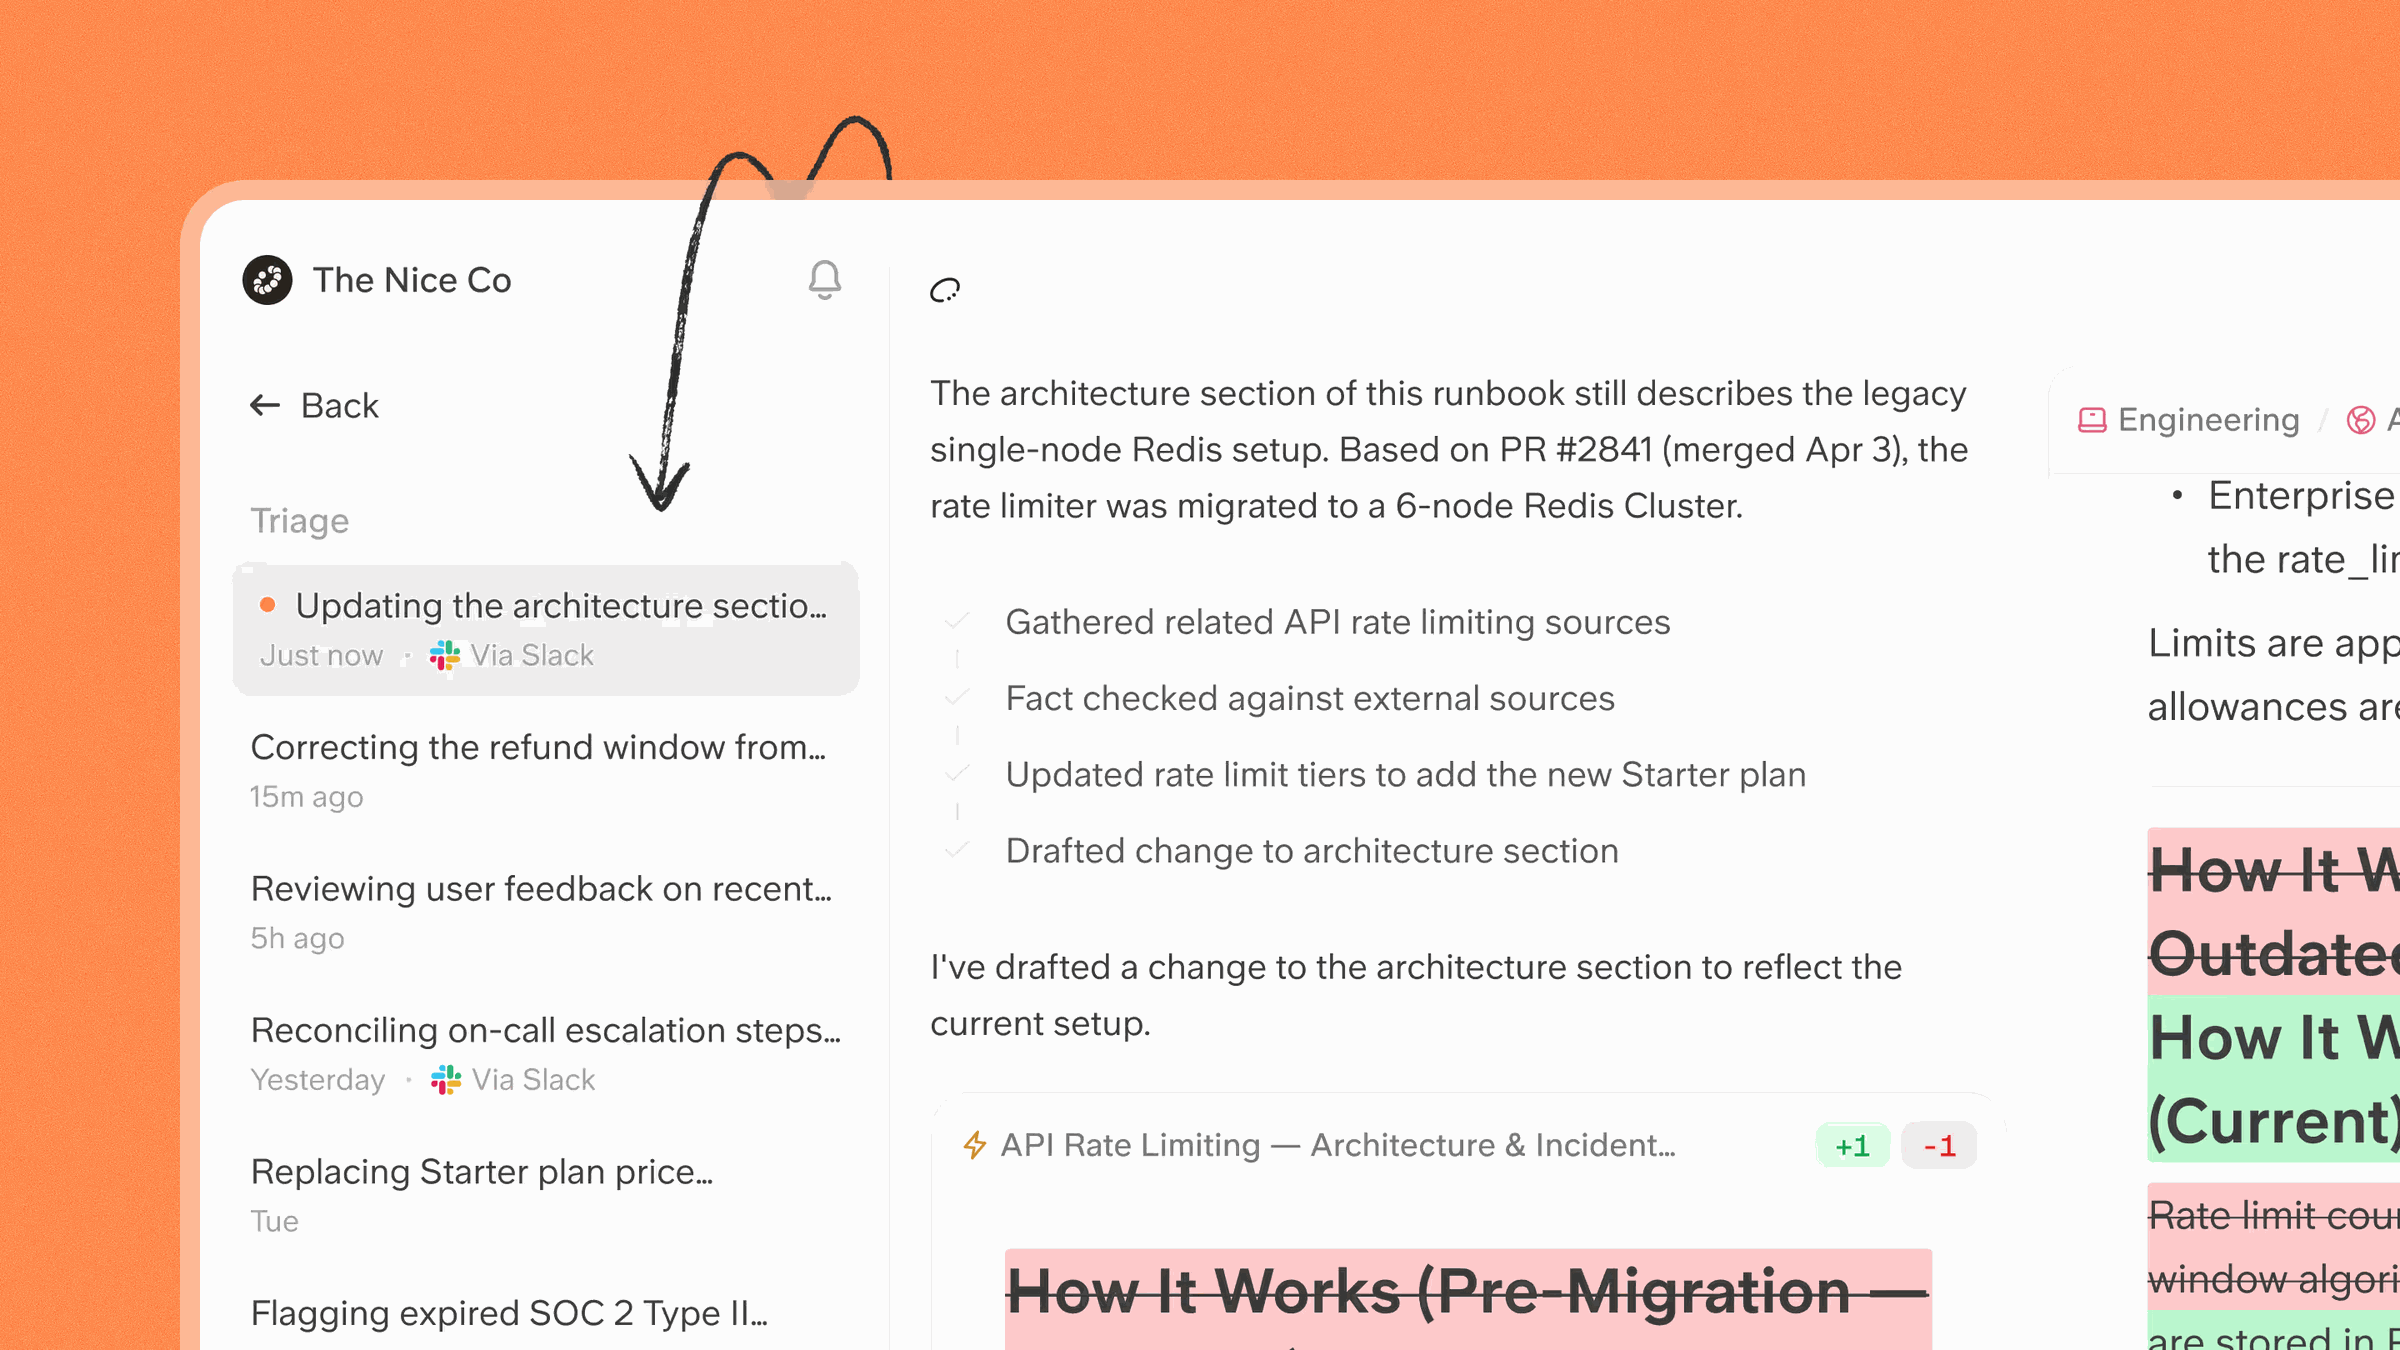 The Nice Co
Back
Triage
Updating the architecture sectio…
Just now · Via Slack
Correcting the refund window from…
15m ago
Reviewing user feedback on recent…
5h ago
Reconciling on-call escalation steps…
Yesterday · Via Slack
Replacing Starter plan price…
Tue
Flagging expired SOC 2 Type II…
The architecture section of this runbook still describes the legacy
single-node Redis setup. Based on PR #2841 (merged Apr 3), the
rate limiter was migrated to a 6-node Redis Cluster.
Gathered related API rate limiting sources
Fact checked against external sources
Updated rate limit tiers to add the new Starter plan
Drafted change to architecture section
I've drafted a change to the architecture section to reflect the
current setup.
API Rate Limiting — Architecture & Incident… +1 -1
How It Works (Pre-Migration —
Engineering / A
• Enterprise
the rate_lim
Limits are app
allowances are
How It W
Outdated
How It W
(Current)
Rate limit coun
window algori
are stored in